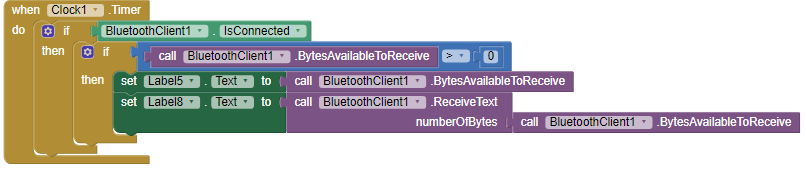 when Clock1 .Timer
do if BluetoothClient1 . IsConnected
then if call BluetoothClient1 .BytesAvailableToReceive > 0
then set Label5 . Text to call BluetoothClient1 .BytesAvailableToReceive
set Label8 . Text to call BluetoothClient1 .ReceiveText
numberOfBytes call BluetoothClient1 .BytesAvailableToReceive